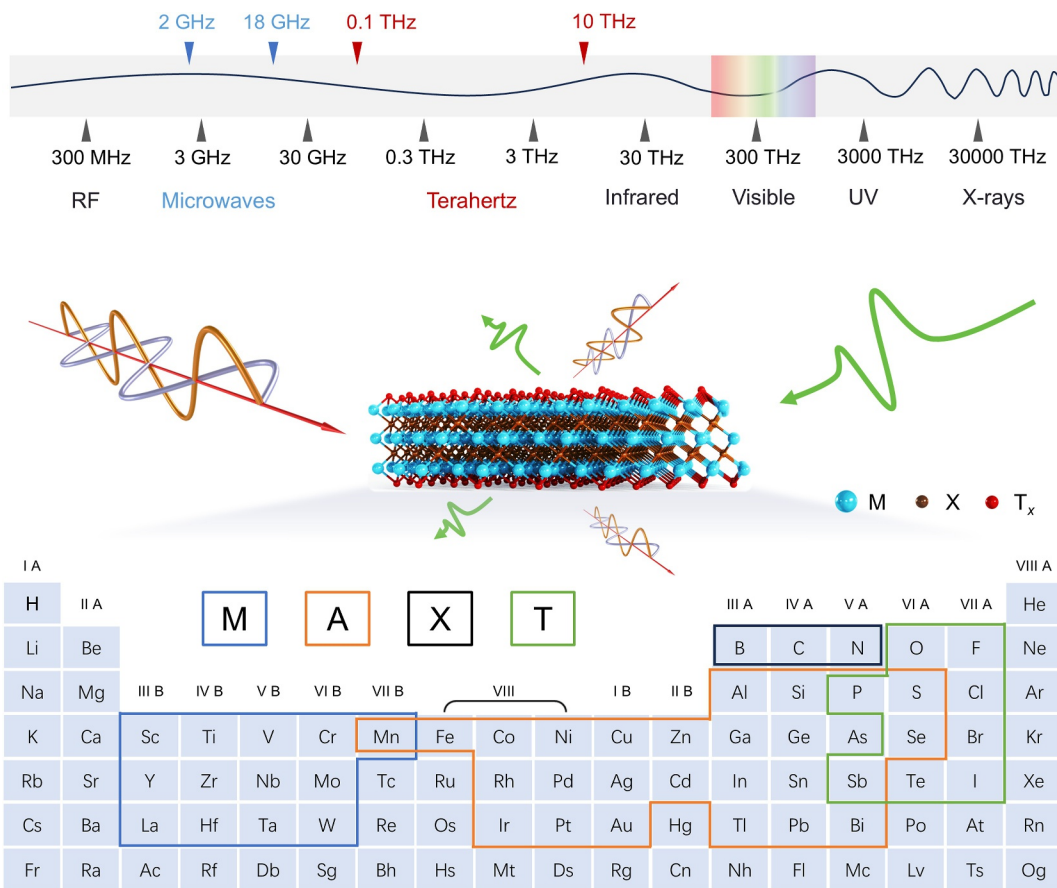 2 GHz 18 GHz 0.1 THz 10 THz
300 MHz 3 GHz 30 GHz 0.3 THz 3 THz 30 THz 300 THz 3000 THz 30000 THz
RF Microwaves Terahertz Infrared Visible UV X-rays
M X Tₓ
I A VIII A
H II A M A X T III A IV A V A VI A VII A He
Li Be B C N O F Ne
Na Mg III B IV B V B VI B VII B VIII I B II B Al Si P S Cl Ar
K Ca Sc Ti V Cr Mn Fe Co Ni Cu Zn Ga Ge As Se Br Kr
Rb Sr Y Zr Nb Mo Tc Ru Rh Pd Ag Cd In Sn Sb Te I Xe
Cs Ba La Hf Ta W Re Os Ir Pt Au Hg Tl Pb Bi Po At Rn
Fr Ra Ac Rf Db Sg Bh Hs Mt Ds Rg Cn Nh Fl Mc Lv Ts Og